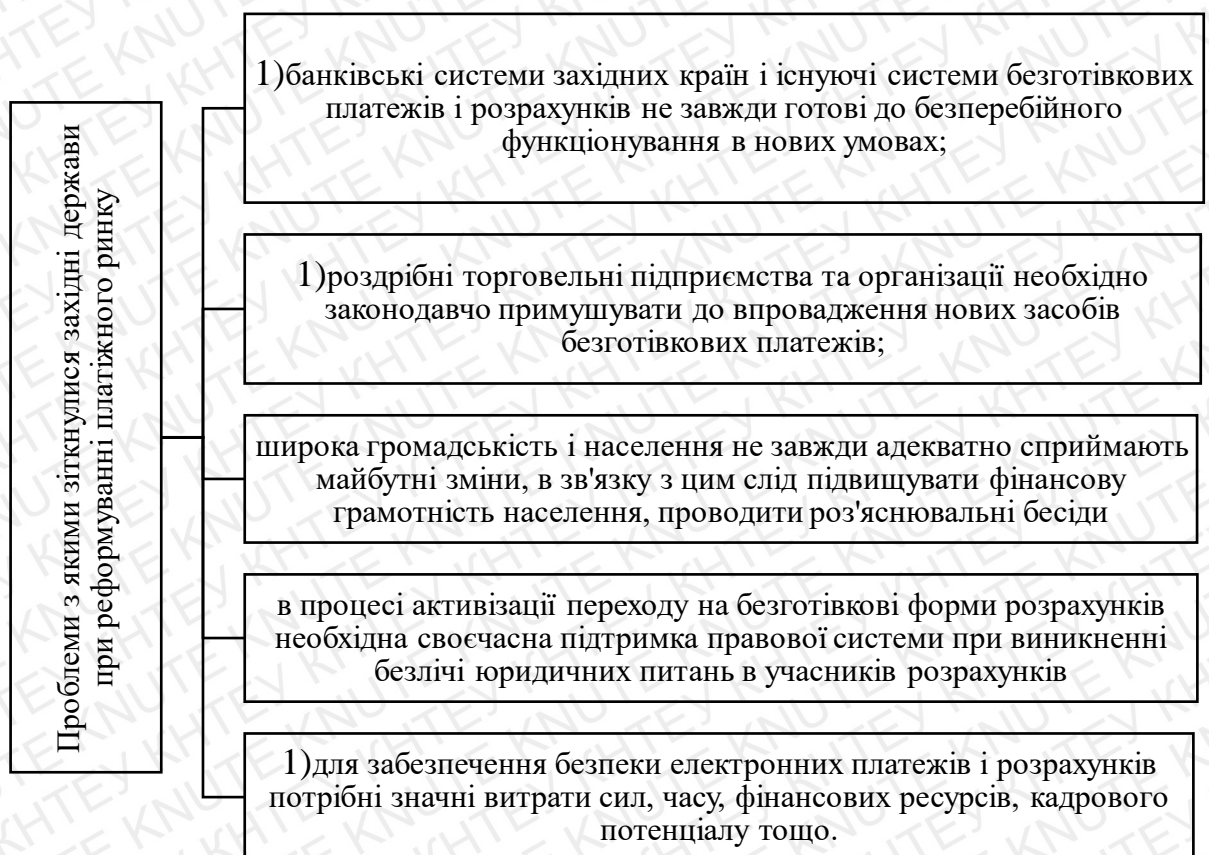 Проблеми з якими зіткнулися західні держави
при реформуванні платіжного ринку
1)банківські системи західних країн і існуючі системи безготівкових
платежів і розрахунків не завжди готові до безперебійного
функціонування в нових умовах;
1)роздрібні торговельні підприємства та організації необхідно
законодавчо примушувати до впровадження нових засобів
безготівкових платежів;
широка громадськість і населення не завжди адекватно сприймають
майбутні зміни, в зв'язку з цим слід підвищувати фінансову
грамотність населення, проводити роз'яснювальні бесіди
в процесі активізації переходу на безготівкові форми розрахунків
необхідна своєчасна підтримка правової системи при виникненні
безлічі юридичних питань в учасників розрахунків
1)для забезпечення безпеки електронних платежів і розрахунків
потрібні значні витрати сил, часу, фінансових ресурсів, кадрового
потенціалу тощо.